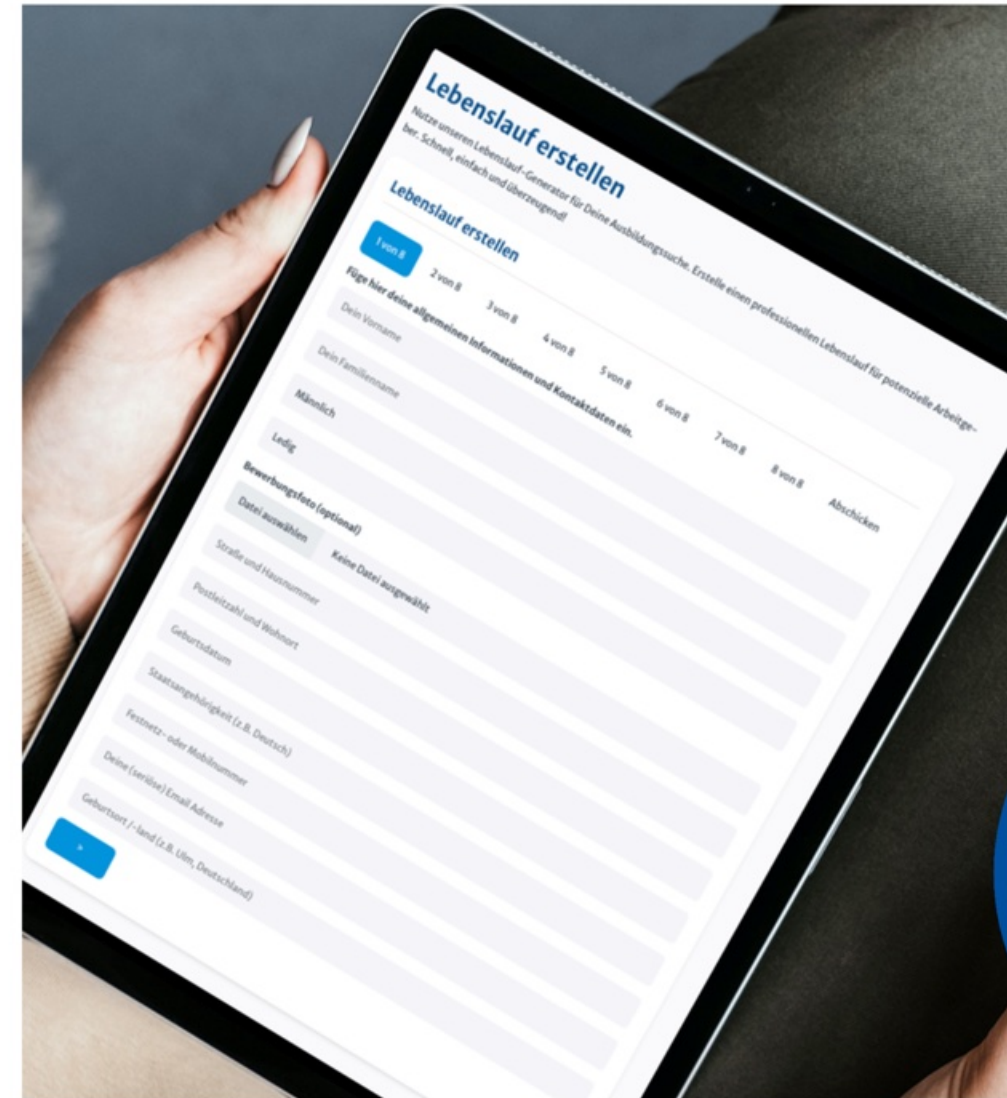 Lebenslauf erstellen
Nutze unseren Lebenslauf-Generator für Deine Ausbildungssuche. Erstelle einen professionellen Lebenslauf für potenzielle Arbeitge-
ber. Schnell, einfach und überzeugend!
Lebenslauf erstellen
1 von 8 2 von 8 3 von 8 4 von 8 5 von 8 6 von 8 7 von 8 8 von 8 Abschicken
Füge hier deine allgemeinen Informationen und Kontaktdaten ein.
Dein Vorname
Dein Familienname
Männlich
Ledig
Bewerbungsfoto (optional)
Datei auswählen Keine Datei ausgewählt
Straße und Hausnummer
Postleitzahl und Wohnort
Geburtsdatum
Staatsangehörigkeit (z.B. Deutsch)
Festnetz- oder Mobilnummer
Deine (seriöse) Email Adresse
Geburtsort /-land (z.B. Ulm, Deutschland)
>